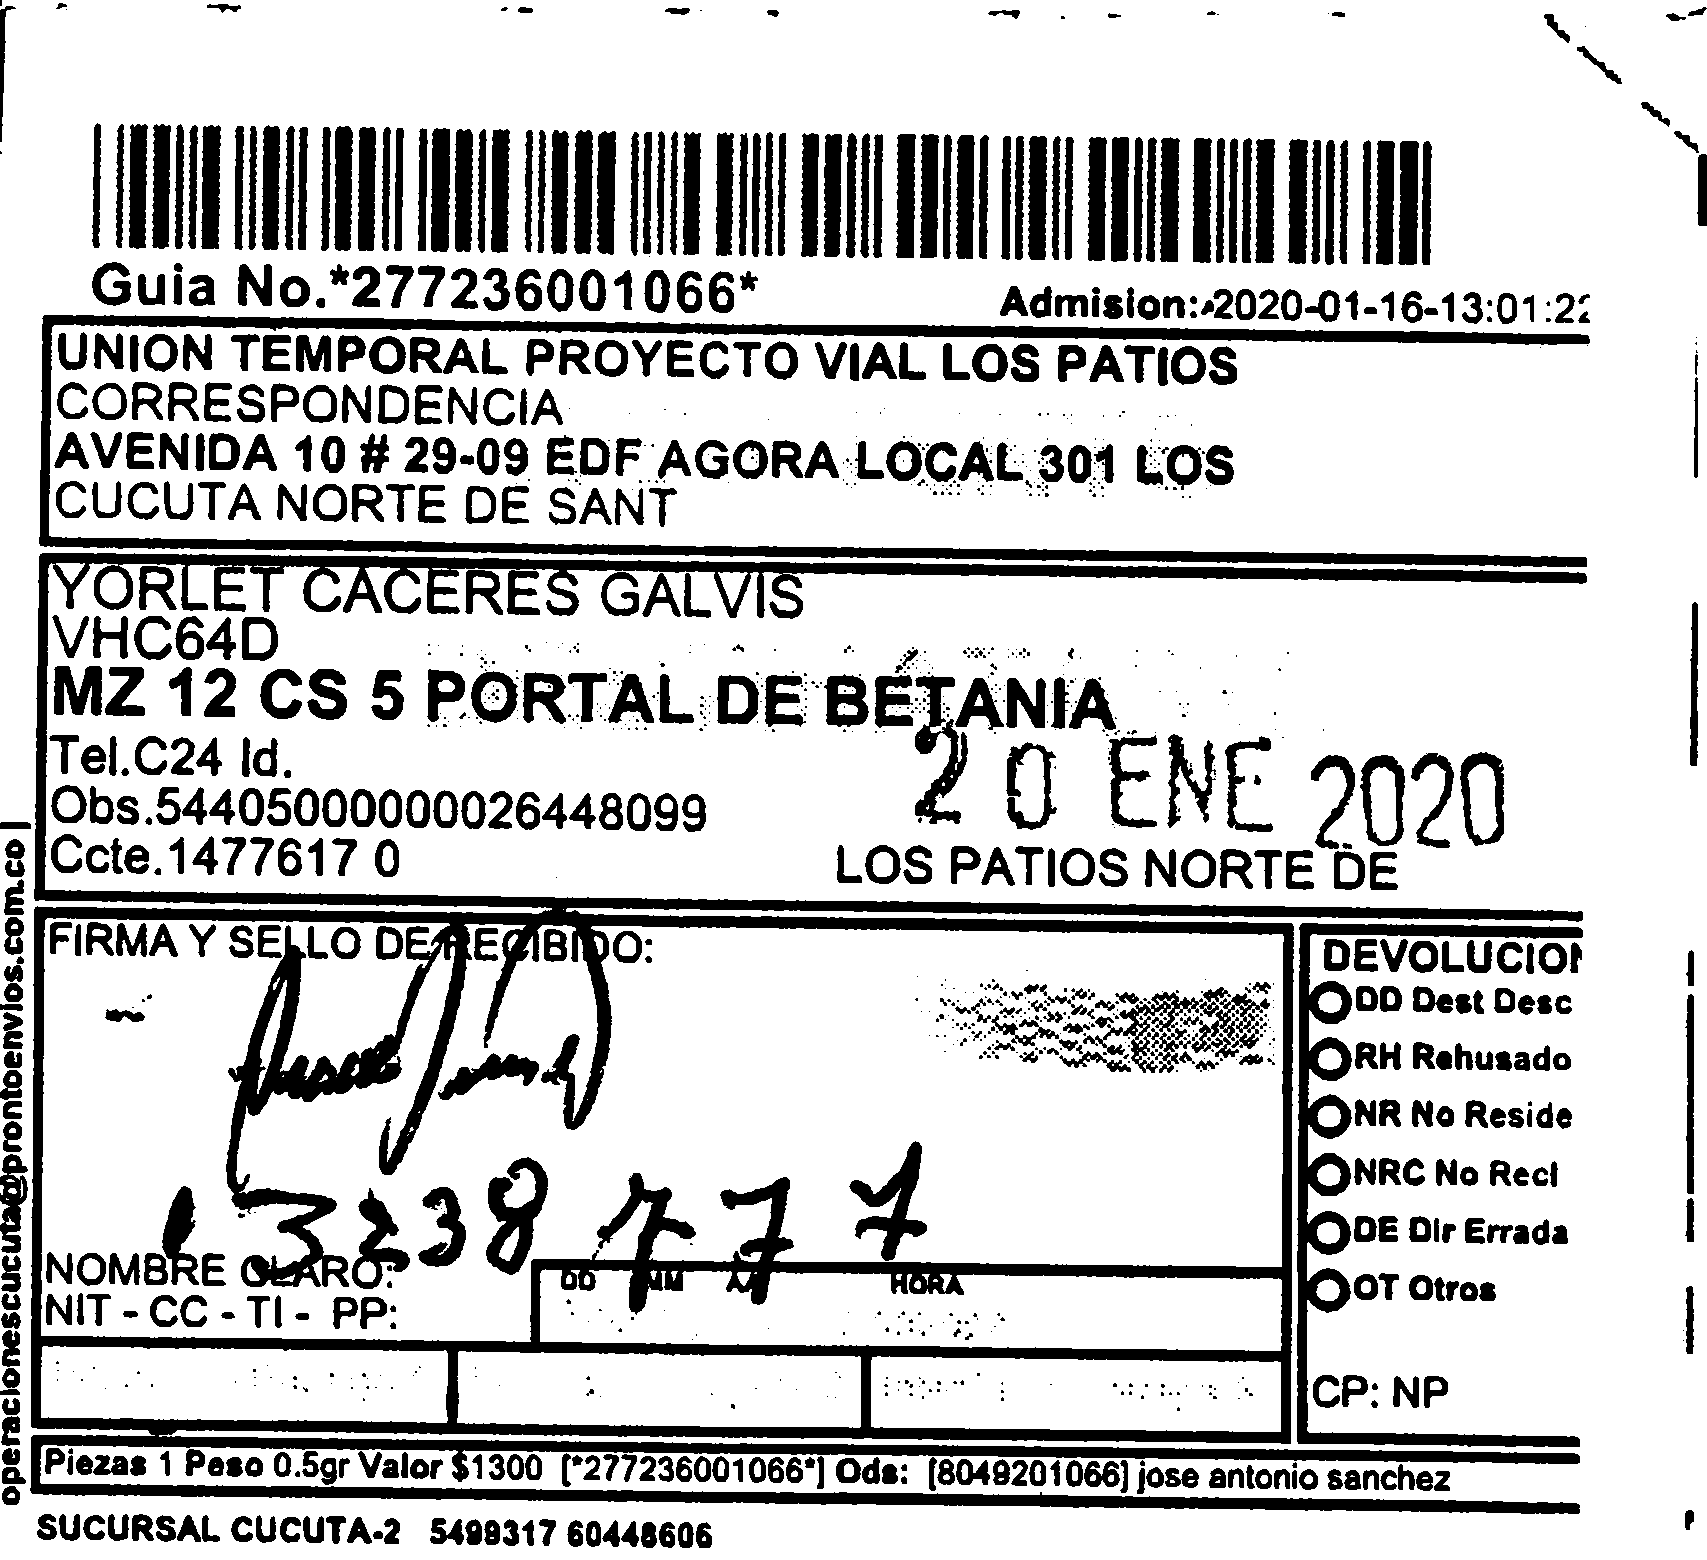 Guia No.*277236001066*
Admision: 2020-01-16-13:01:22
UNION TEMPORAL PROYECTO VIAL LOS PATIOS
CORRESPONDENCIA
AVENIDA 10 # 29-09 EDF AGORA LOCAL 301 LOS
CUCUTA NORTE DE SANT
YORLET CACERES GALVIS
VHC64D
MZ 12 CS 5 PORTAL DE BETANIA
Tel.C24 Id.
20 ENE 2020
Obs.544050000000026448099
Ccte.1477617 0
LOS PATIOS NORTE DE
FIRMA Y SELLO DE RECIBIDO:
3238777
NOMBRE CLARO:
NIT - CC - TI - PP:
DD MM AA HORA
DEVOLUCION
DD Dest Desc
RH Rehusado
NR No Reside
NRC No Recl
DE Dir Errada
OT Otros
CP: NP
Piezas 1 Peso 0.5gr Valor $1300 [*277236001066*] Ods: [8049201066] jose antonio sanchez
SUCURSAL CUCUTA-2 5499317 60448606
operacionescucuta@prontoenvios.com.co